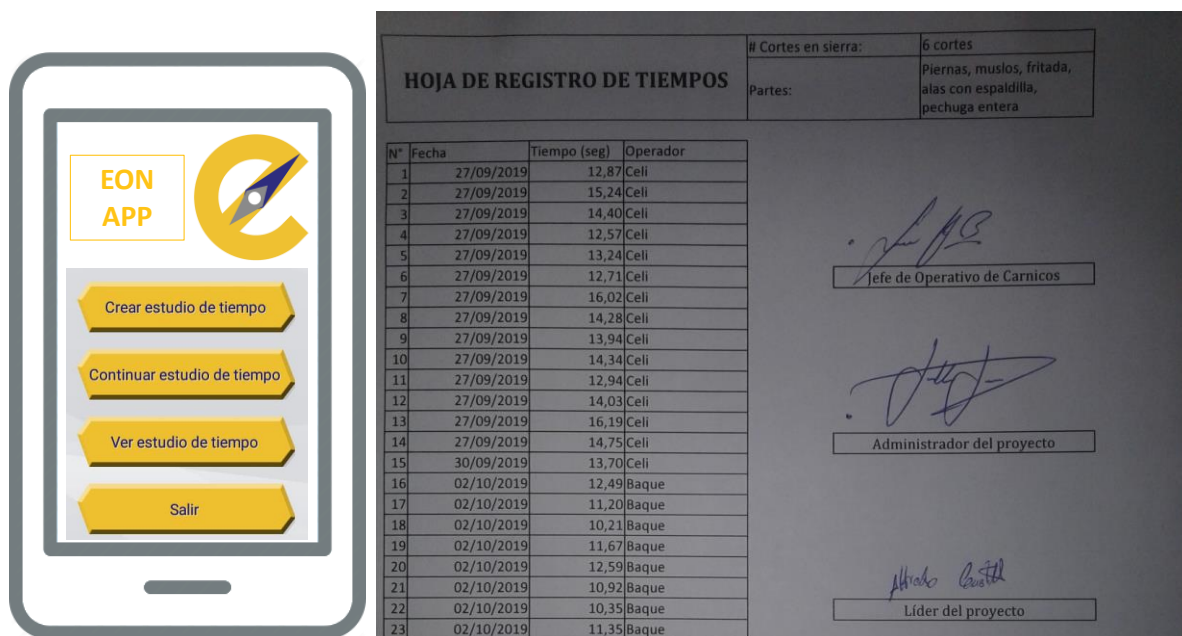 EON
APP
Crear estudio de tiempo
Continuar estudio de tiempo
Ver estudio de tiempo
Salir
HOJA DE REGISTRO DE TIEMPOS
# Cortes en sierra: 6 cortes
Partes: Piernas, muslos, fritada,
alas con espaldilla,
pechuga entera
N° Fecha Tiempo (seg) Operador
1 27/09/2019 12,87 Celi
2 27/09/2019 15,24 Celi
3 27/09/2019 14,40 Celi
4 27/09/2019 12,57 Celi
5 27/09/2019 13,24 Celi
6 27/09/2019 12,71 Celi
7 27/09/2019 16,02 Celi
8 27/09/2019 14,28 Celi
9 27/09/2019 13,94 Celi
10 27/09/2019 14,34 Celi
11 27/09/2019 12,94 Celi
12 27/09/2019 14,03 Celi
13 27/09/2019 16,19 Celi
14 27/09/2019 14,75 Celi
15 30/09/2019 13,70 Celi
16 02/10/2019 12,49 Baque
17 02/10/2019 11,20 Baque
18 02/10/2019 10,21 Baque
19 02/10/2019 11,67 Baque
20 02/10/2019 12,59 Baque
21 02/10/2019 10,92 Baque
22 02/10/2019 10,35 Baque
23 02/10/2019 11,35 Baque
Jefe de Operativo de Carnicos
Administrador del proyecto
Alfredo
Líder del proyecto